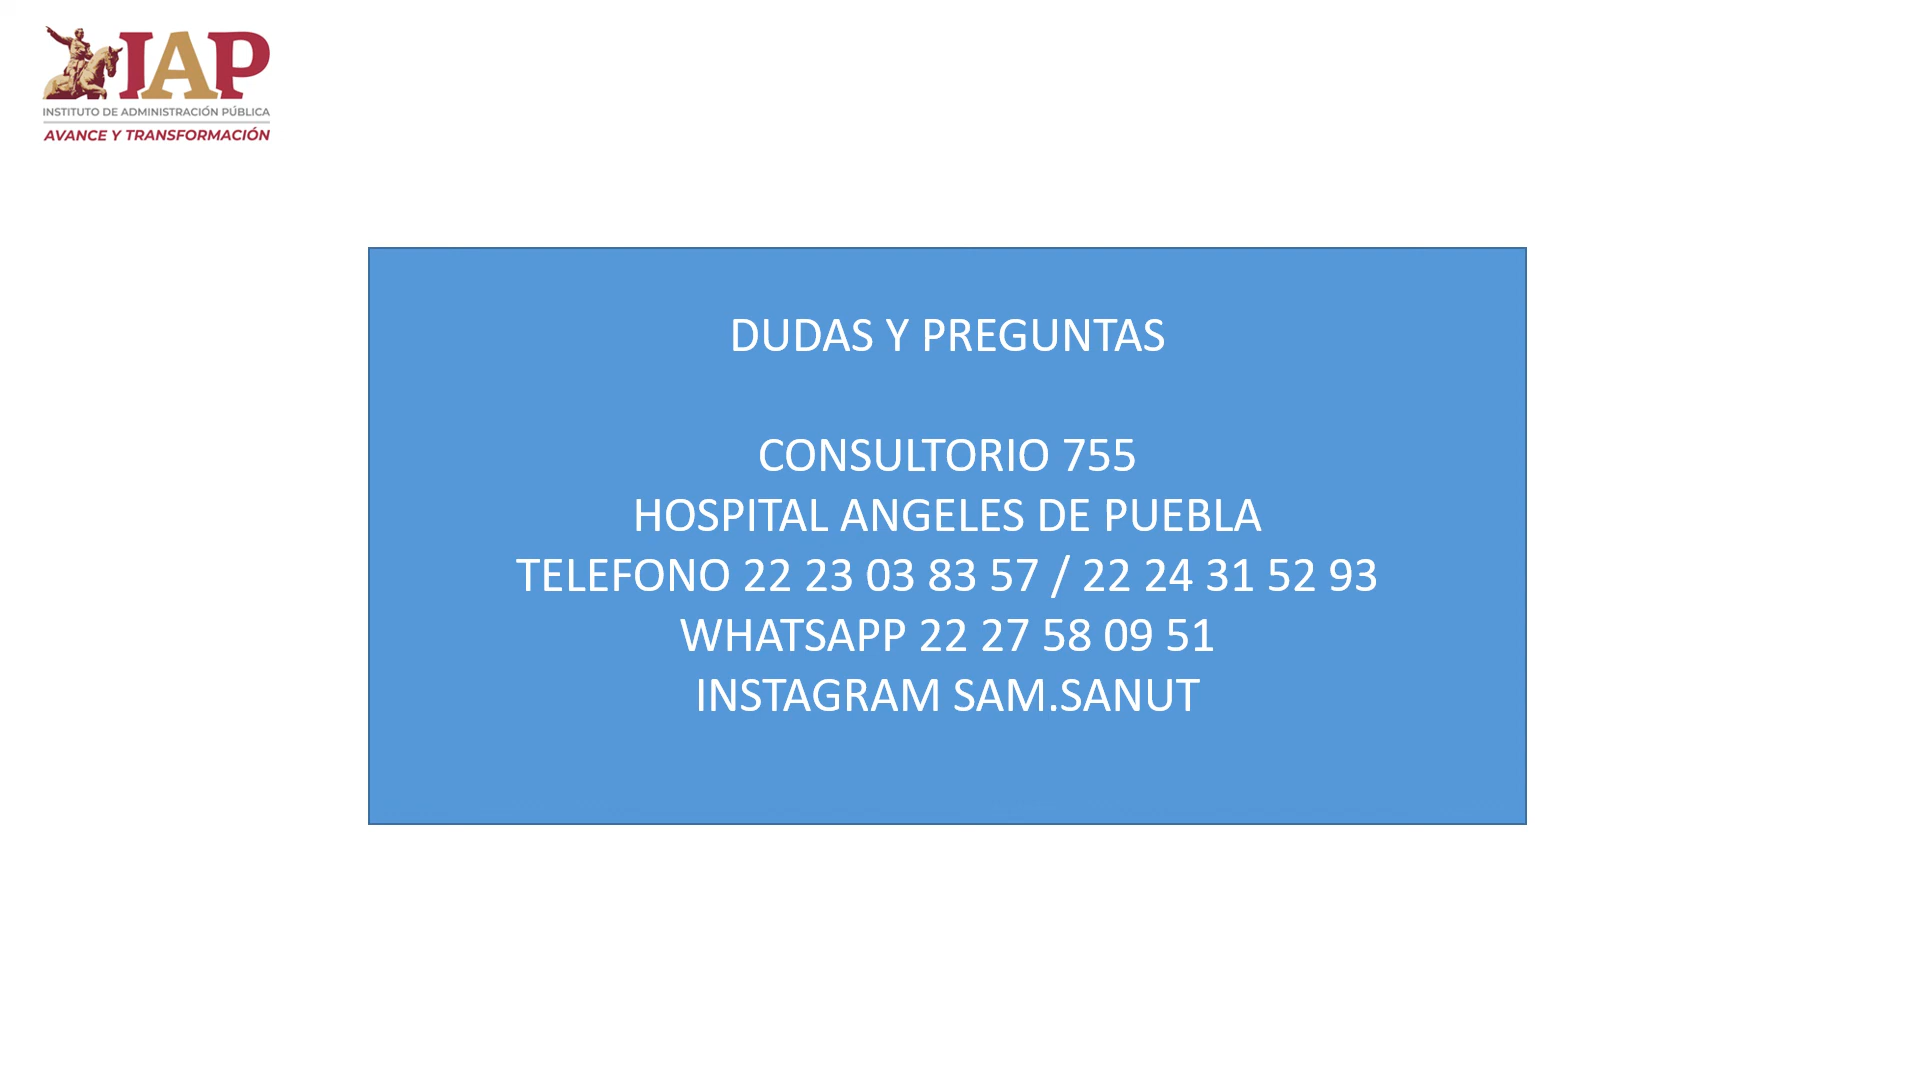 IAP
INSTITUTO DE ADMINISTRACIÓN PÚBLICA
AVANCE Y TRANSFORMACIÓN
DUDAS Y PREGUNTAS
CONSULTORIO 755
HOSPITAL ANGELES DE PUEBLA
TELEFONO 22 23 03 83 57 / 22 24 31 52 93
WHATSAPP 22 27 58 09 51
INSTAGRAM SAM.SANUT